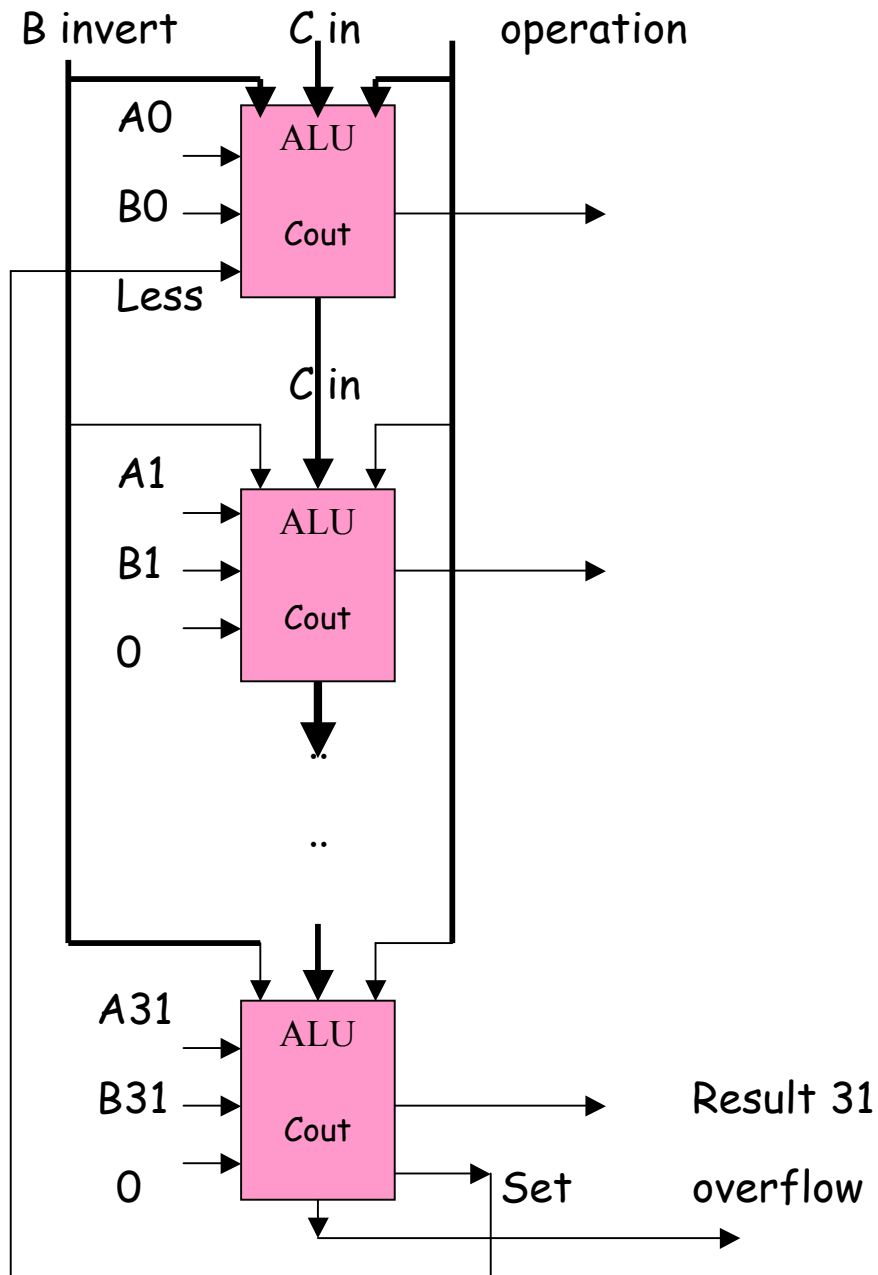 B invert C in operation
A0
ALU
B0
Cout
Less
C in
A1
ALU
B1
Cout
0
..
..
A31
ALU
B31
Cout
Result 31
0
Set
overflow